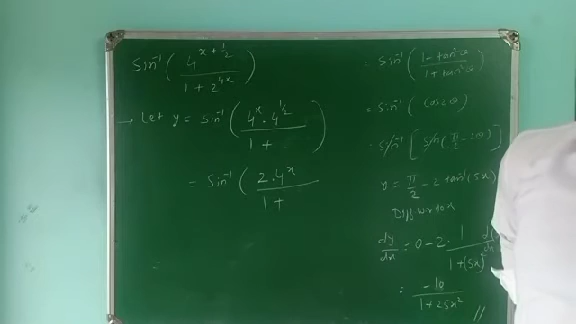 Sin⁻¹ ( 4^(x+1/2) / 1 + 2^(4x) )
→ Let y = sin⁻¹ ( 4^x · 4^(1/2) / 1 + )
= Sin⁻¹ ( 2·4^x / 1 +
= Sin⁻¹ ( 1 - tan²θ / 1 + tan²θ )
= Sin⁻¹ ( cos2θ )
= Sin⁻¹ [ Sin ( π/2 - 2θ ) ]
y = π/2 - 2 tan⁻¹ (5x)
Diff w r to x
dy/dx = 0 - 2 · 1 / 1 + (5x)² d/dx
= -10 / 1 + 25x² //